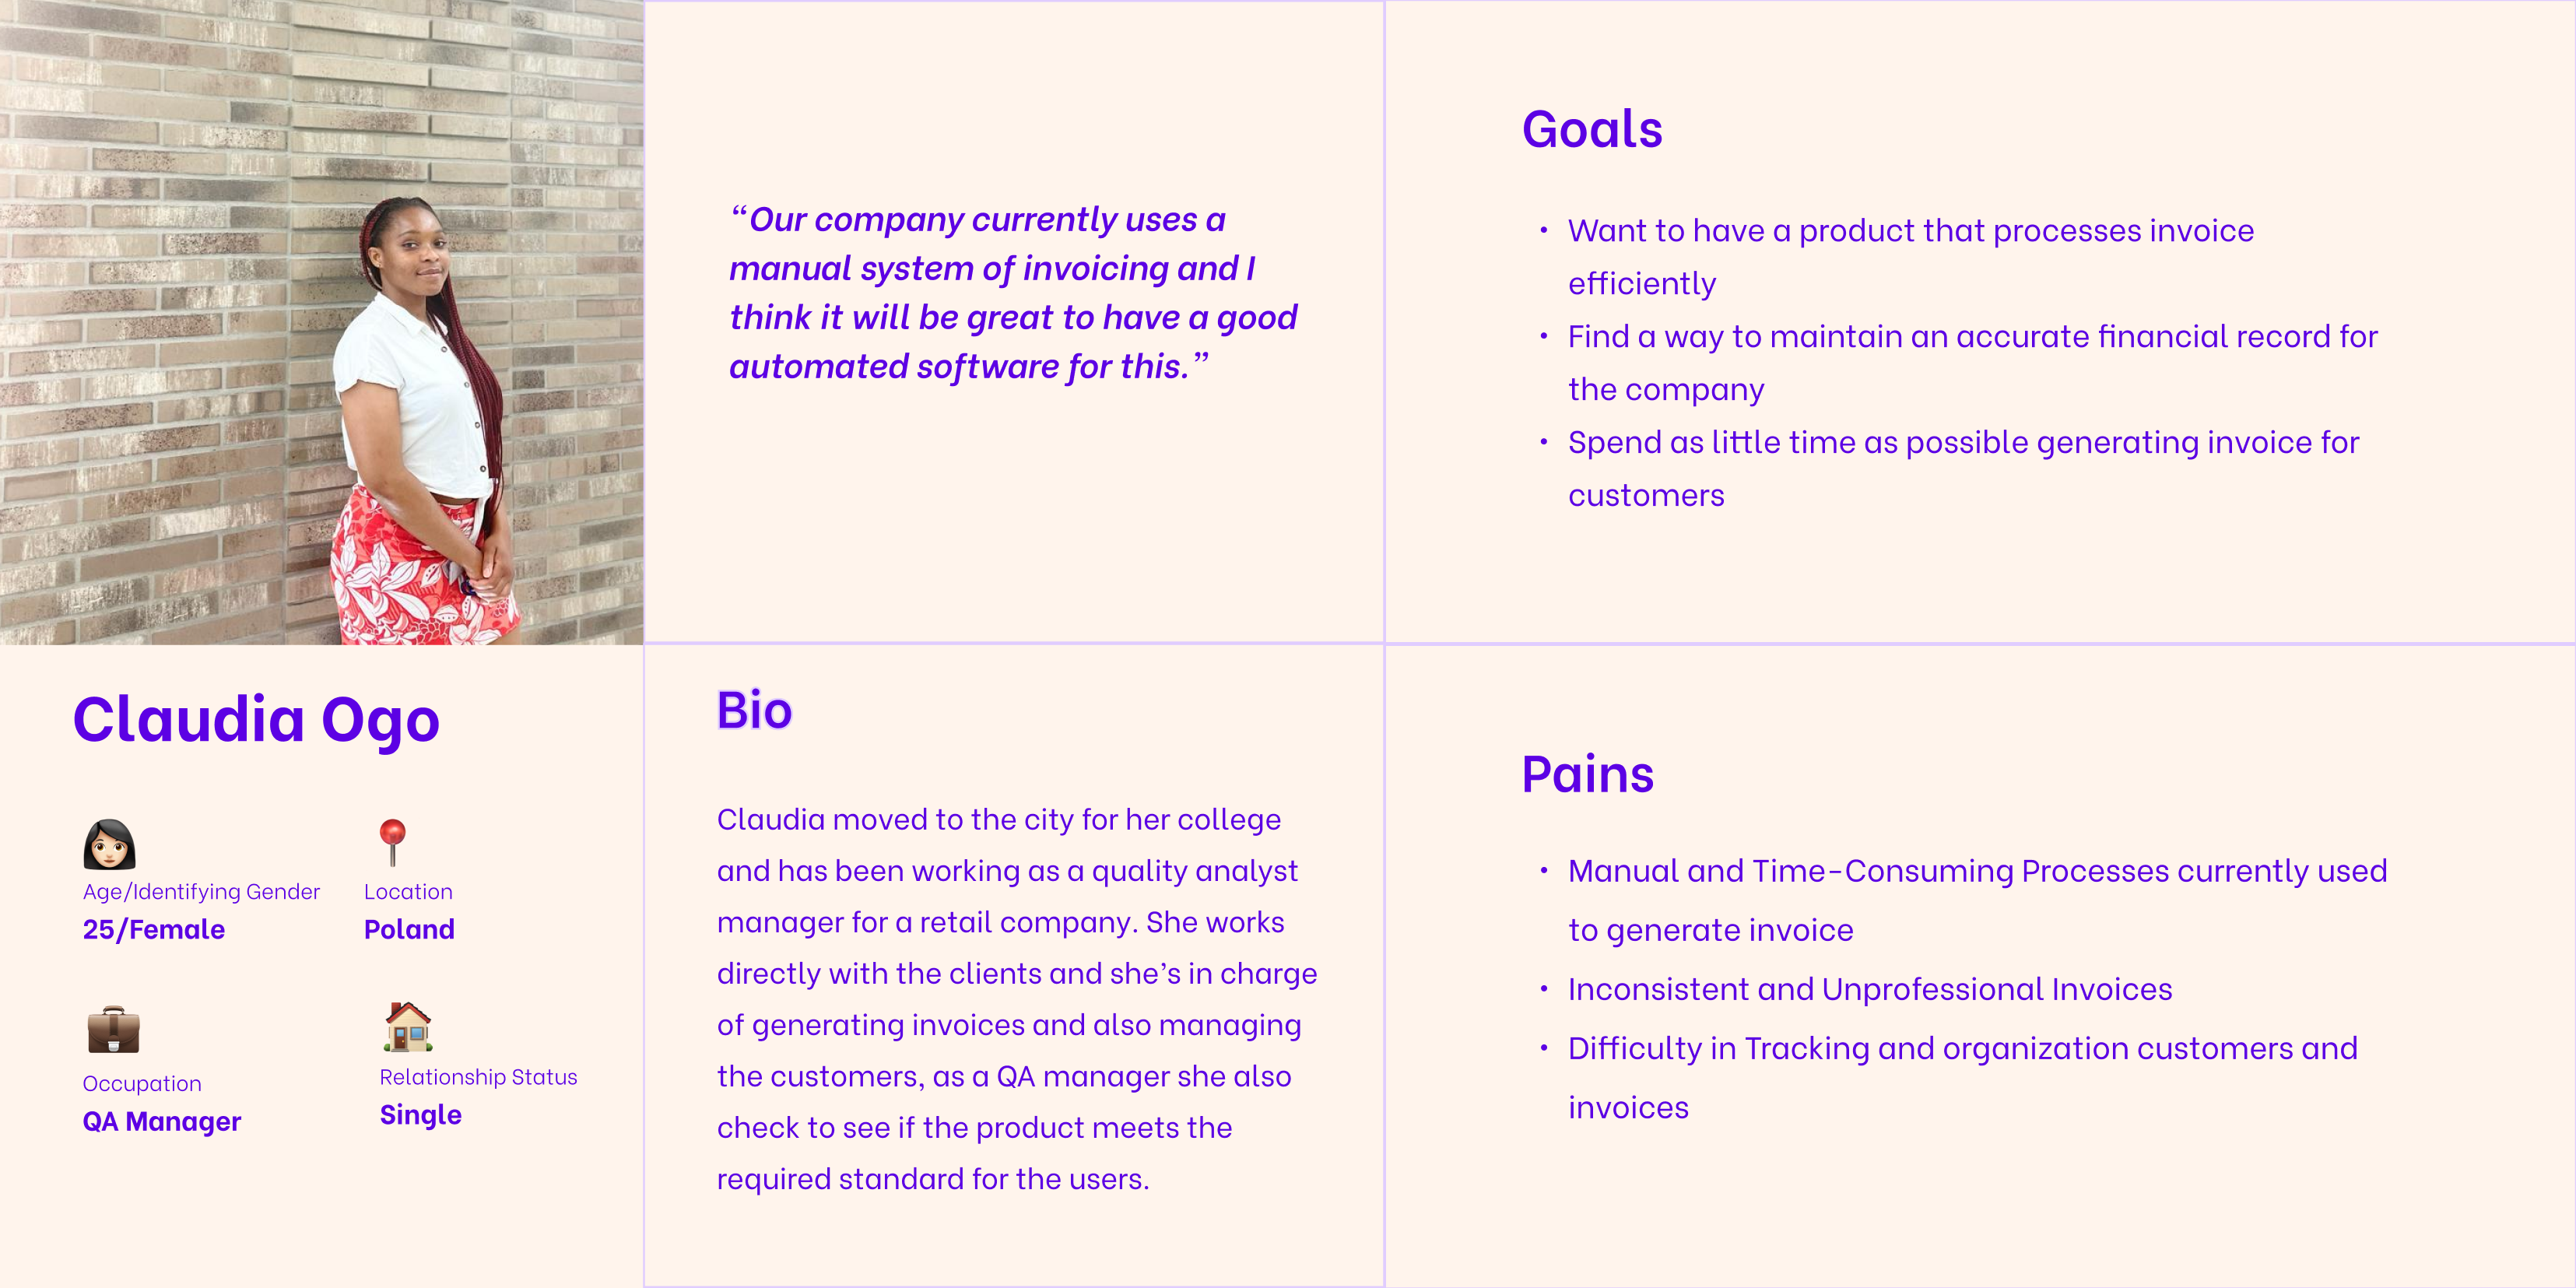 “Our company currently uses a
manual system of invoicing and I
think it will be great to have a good
automated software for this.”
Goals
• Want to have a product that processes invoice
efficiently
• Find a way to maintain an accurate financial record for
the company
• Spend as little time as possible generating invoice for
customers
Claudia Ogo
Age/Identifying Gender
25/Female
Location
Poland
Occupation
QA Manager
Relationship Status
Single
Bio
Claudia moved to the city for her college
and has been working as a quality analyst
manager for a retail company. She works
directly with the clients and she’s in charge
of generating invoices and also managing
the customers, as a QA manager she also
check to see if the product meets the
required standard for the users.
Pains
• Manual and Time-Consuming Processes currently used
to generate invoice
• Inconsistent and Unprofessional Invoices
• Difficulty in Tracking and organization customers and
invoices